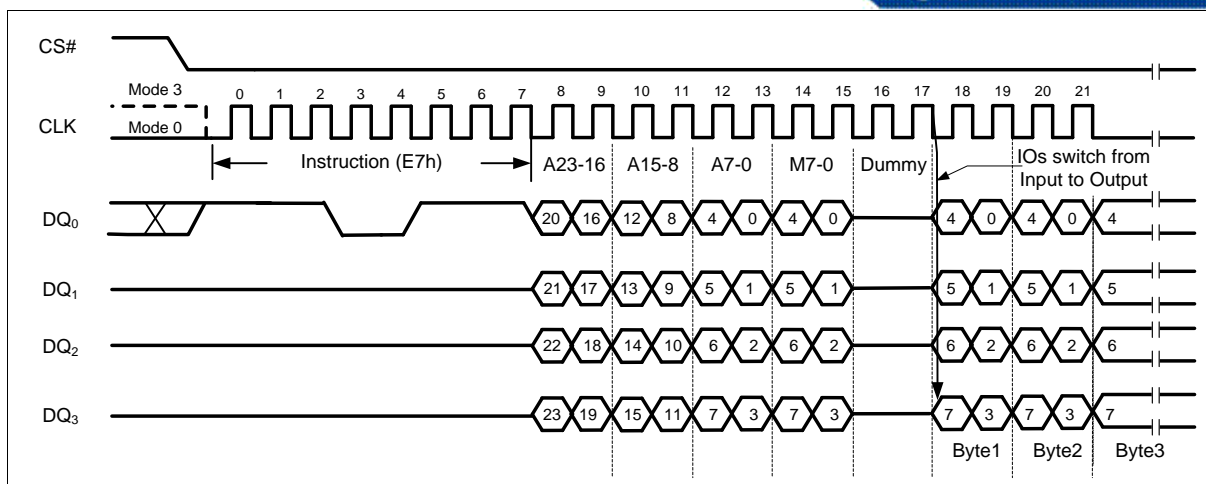 CS#
Mode 3
0 1 2 3 4 5 6 7 8 9 10 11 12 13 14 15 16 17 18 19 20 21
CLK
Mode 0
Instruction (E7h)
A23-16 A15-8 A7-0 M7-0 Dummy
IOs switch from
Input to Output
DQ0 20 16 12 8 4 0 4 0 4 0 4 0 4
DQ1 21 17 13 9 5 1 5 1 5 1 5 1 5
DQ2 22 18 14 10 6 2 6 2 6 2 6 2 6
DQ3 23 19 15 11 7 3 7 3 7 3 7 3 7
Byte1 Byte2 Byte3